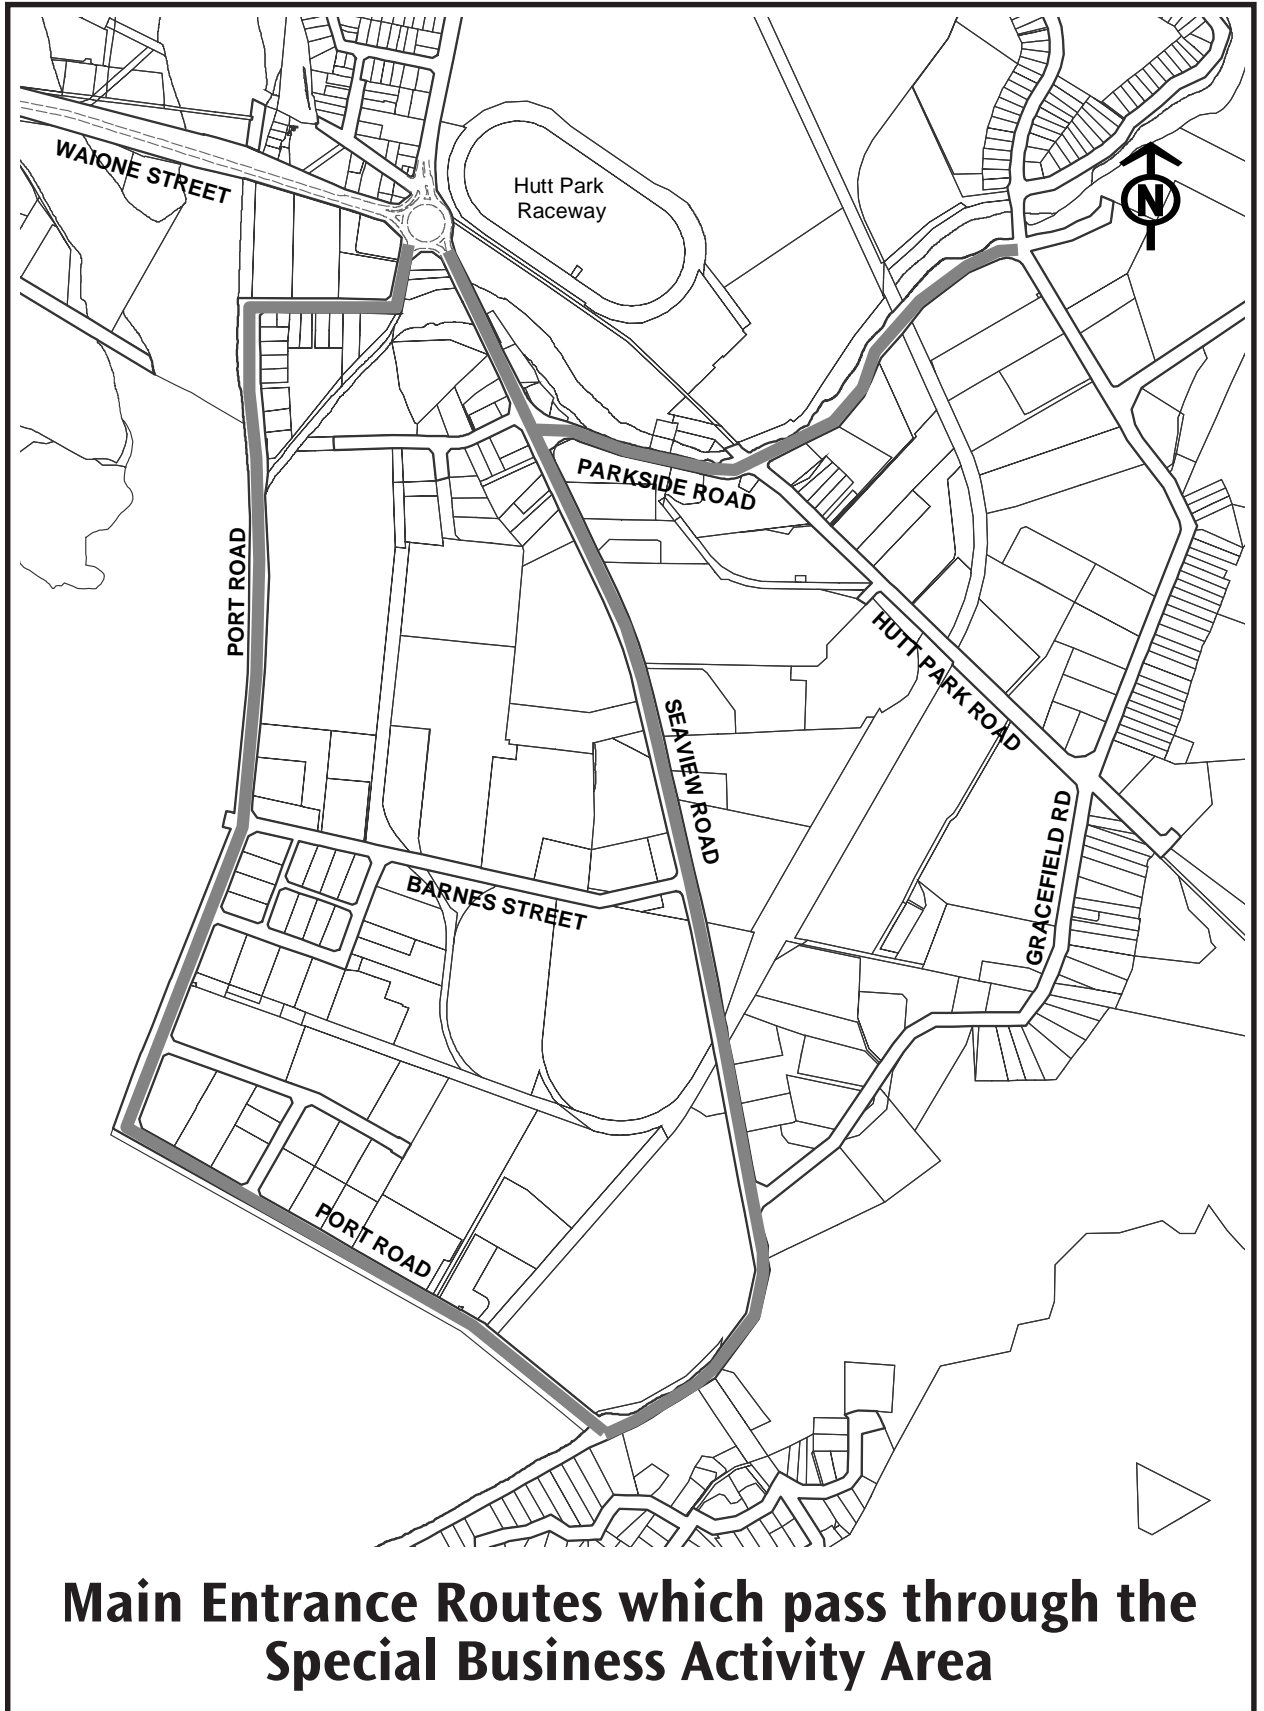 WAIONE STREET
Hutt Park
Raceway
N
PARKSIDE ROAD
PORT ROAD
HUTT PARK ROAD
SEAVIEW ROAD
GRACEFIELD RD
BARNES STREET
PORT ROAD
Main Entrance Routes which pass through the
Special Business Activity Area